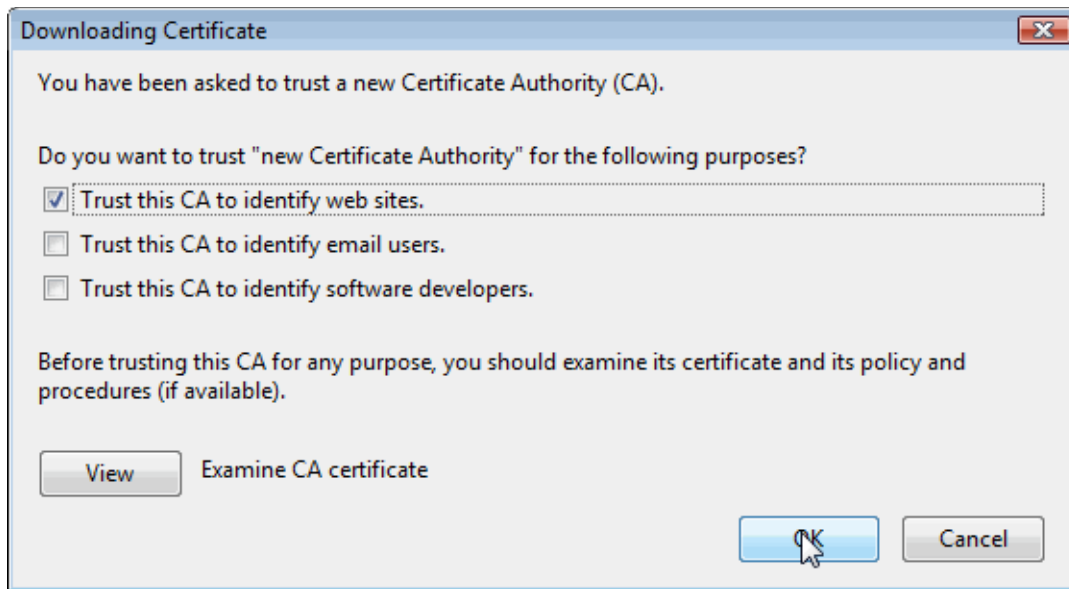 Downloading Certificate
You have been asked to trust a new Certificate Authority (CA).
Do you want to trust "new Certificate Authority" for the following purposes?
Trust this CA to identify web sites.
Trust this CA to identify email users.
Trust this CA to identify software developers.
Before trusting this CA for any purpose, you should examine its certificate and its policy and
procedures (if available).
View Examine CA certificate
OK Cancel